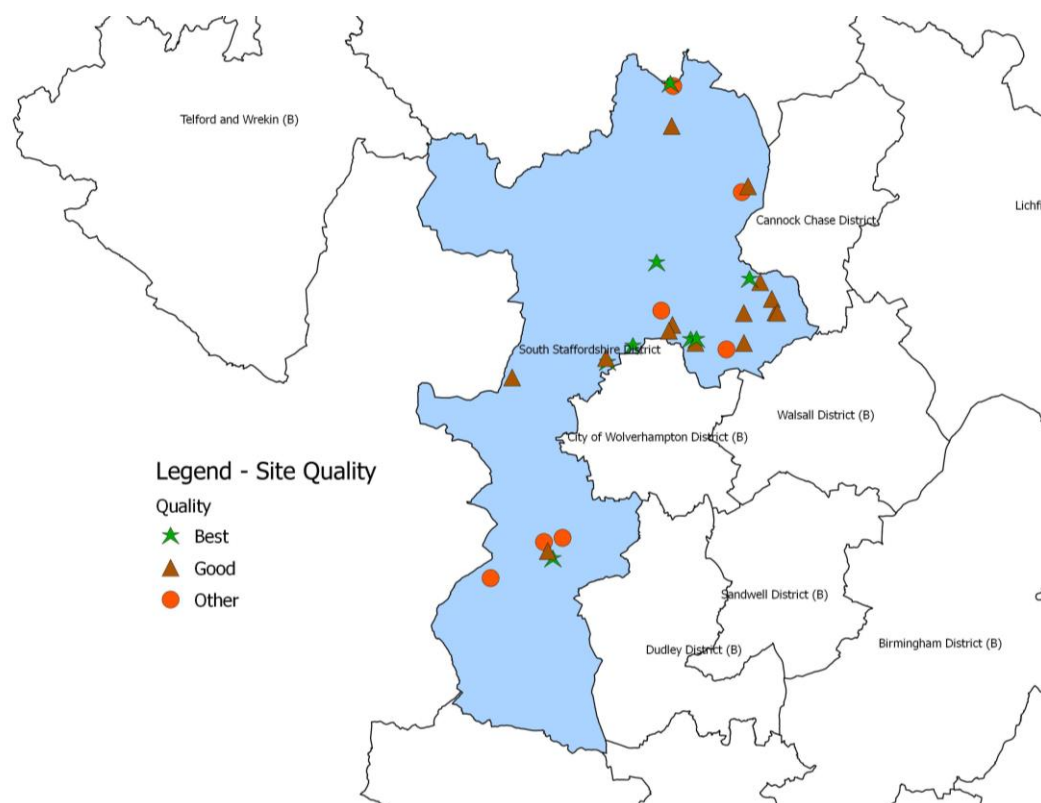 Telford and Wrekin (B)
Cannock Chase District
Lichfi
South Staffordshire District
Walsall District (B)
City of Wolverhampton District (B)
Legend - Site Quality
Quality
Best
Good
Other
Sandwell District (B)
Birmingham District (B)
Dudley District (B)